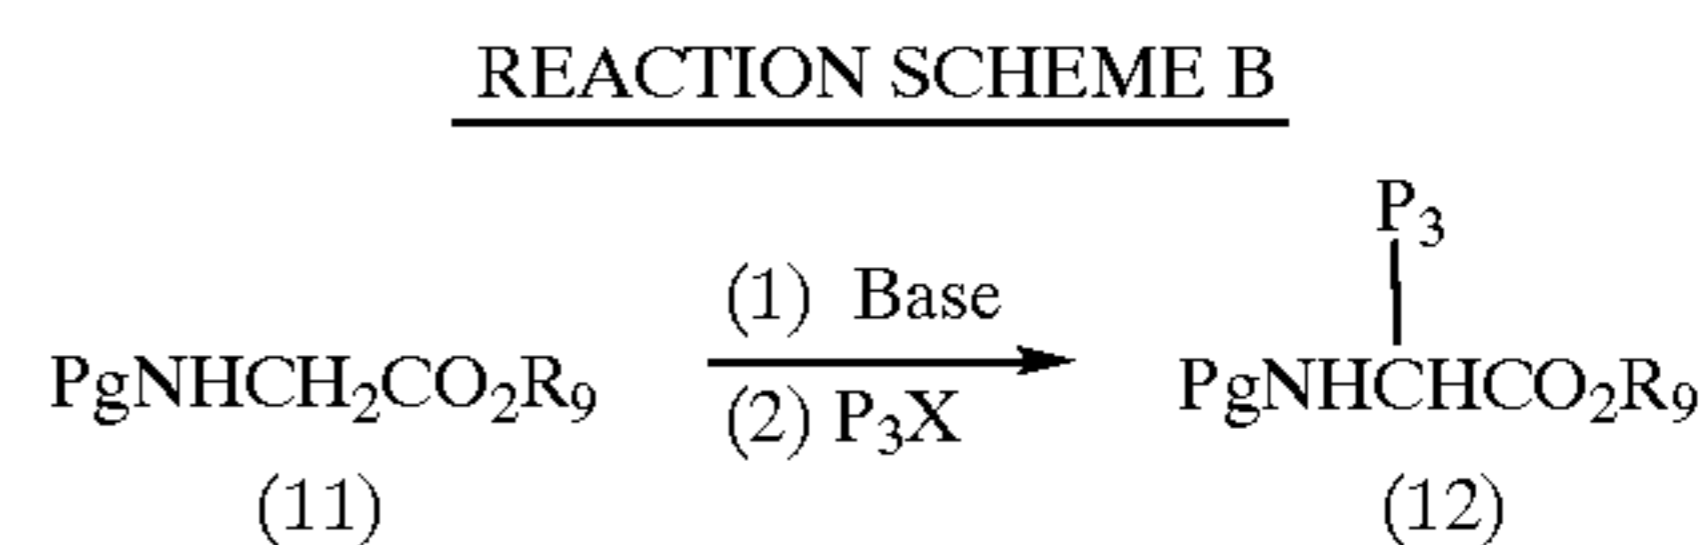 REACTION SCHEME B
P₃
(1) Base
PgNHCH₂CO₂R₉
(2) P₃X
PgNHCHCO₂R₉
(11)
(12)